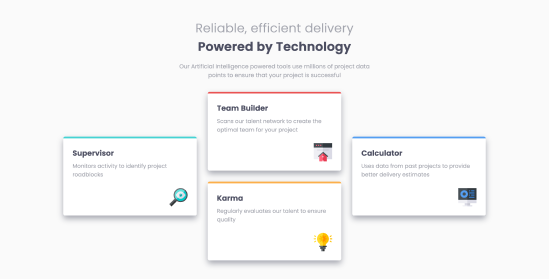 Reliable, efficient delivery
Powered by Technology
Our Artificial Intelligence powered tools use millions of project data
points to ensure that your project is successful
Team Builder
Scans our talent network to create the
optimal team for your project
Supervisor
Monitors activity to identify project
roadblocks
Calculator
Uses data from past projects to provide
better delivery estimates
Karma
Regularly evaluates our talent to ensure
quality